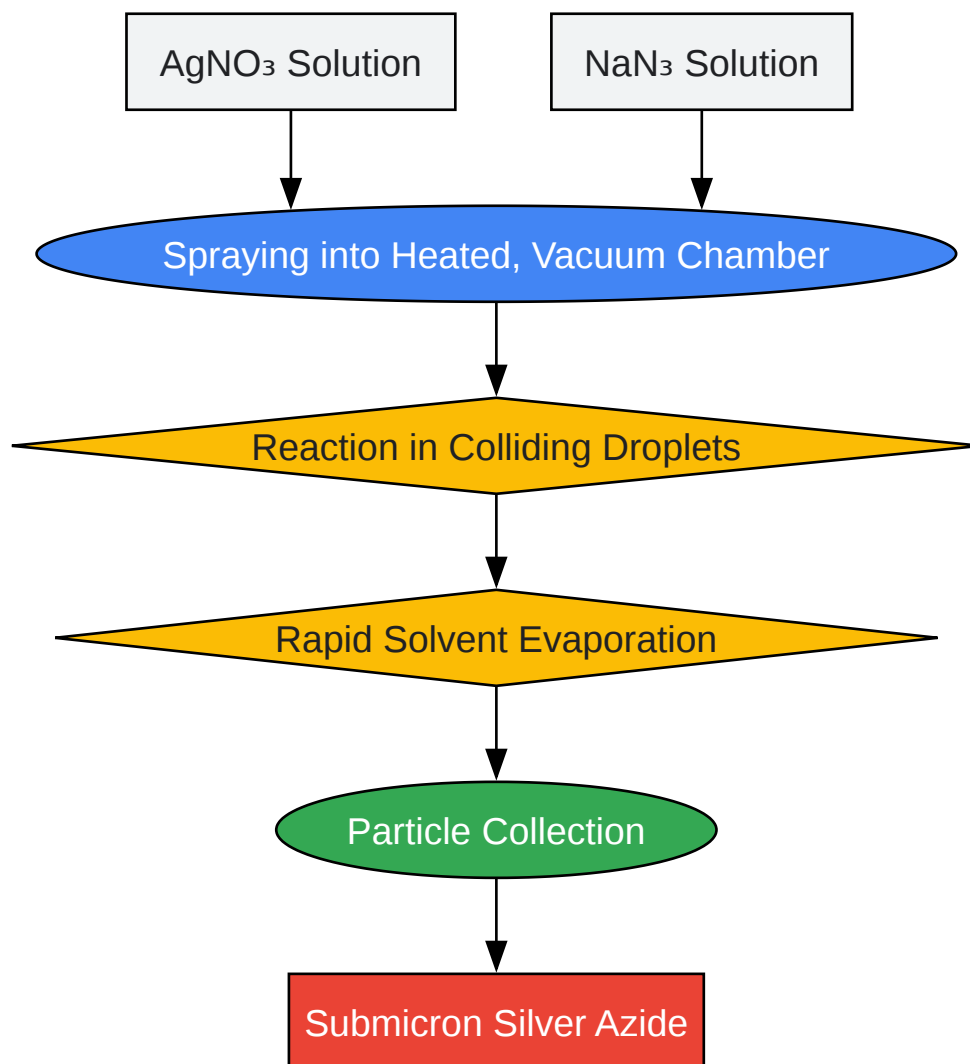 AgNO₃ Solution
NaN₃ Solution
Spraying into Heated, Vacuum Chamber
Reaction in Colliding Droplets
Rapid Solvent Evaporation
Particle Collection
Submicron Silver Azide